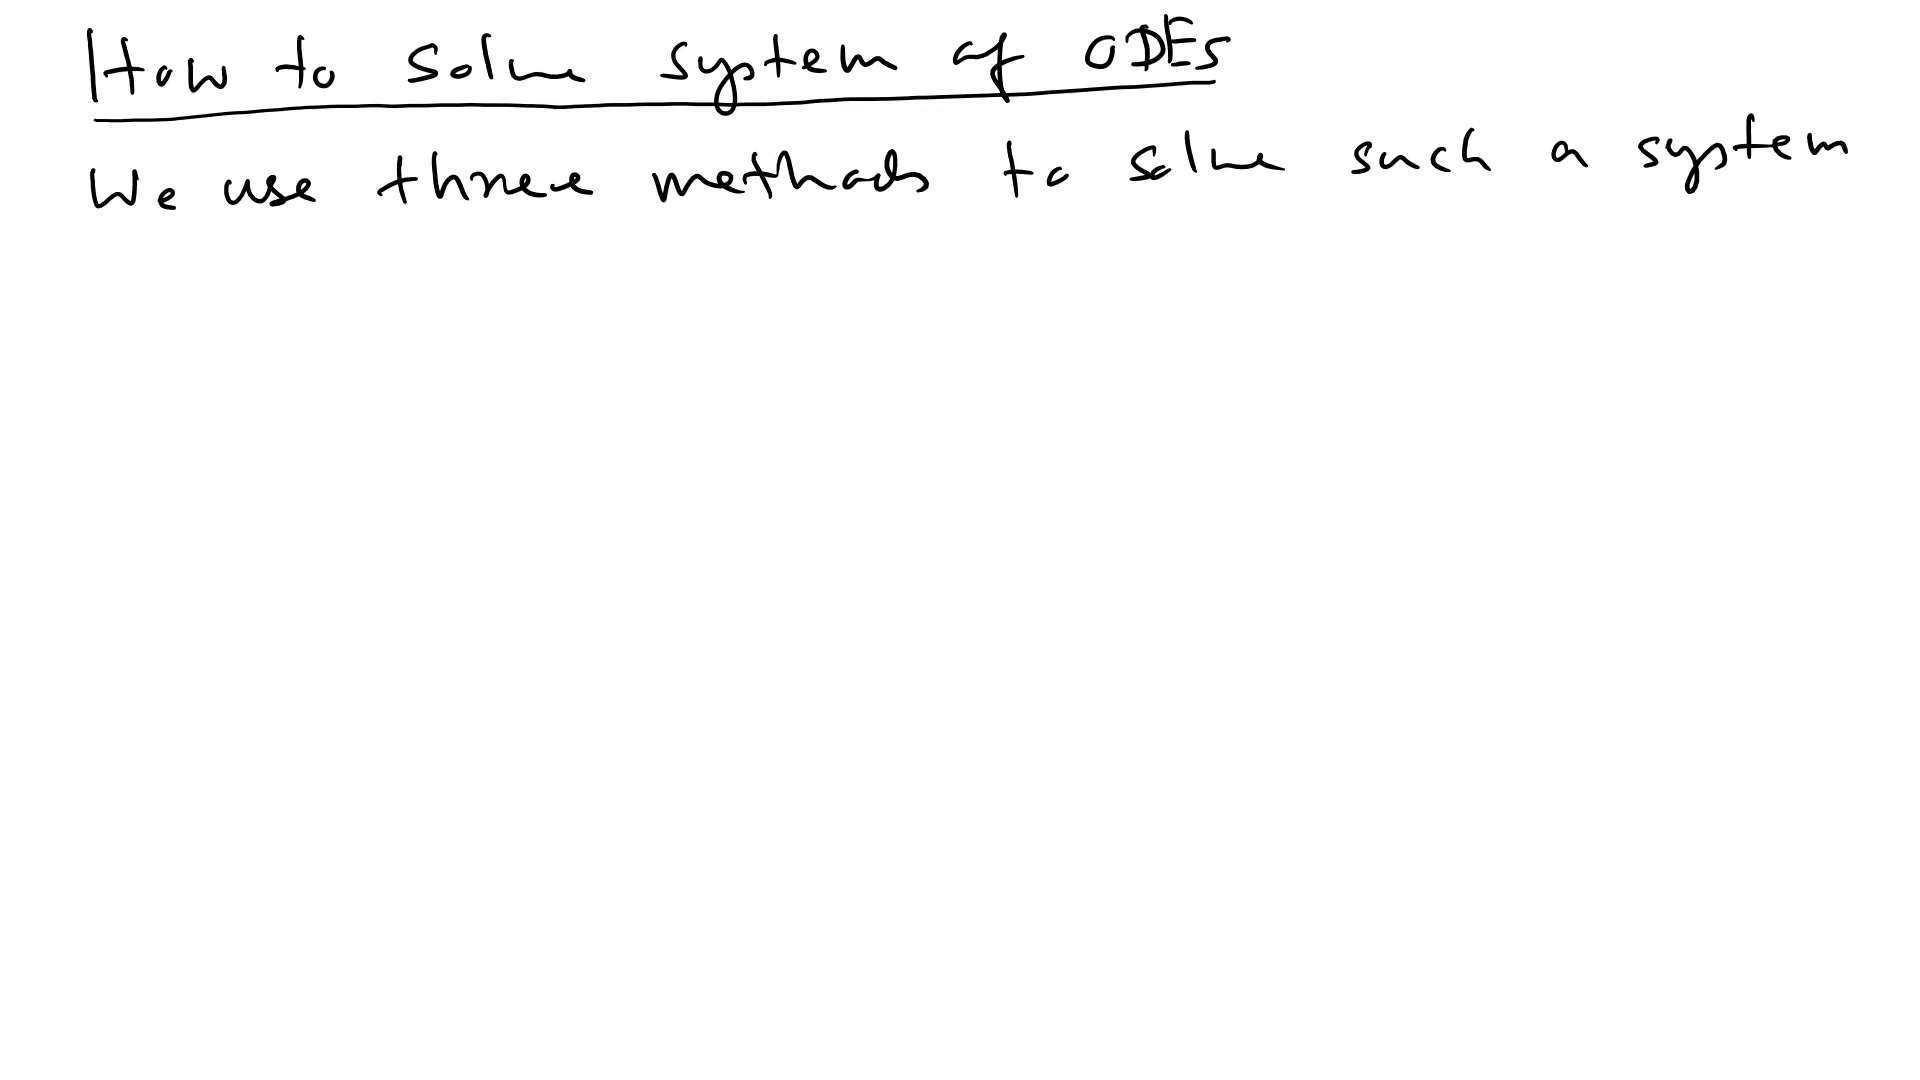 How to solve system of ODEs
We use three methods to solve such a system